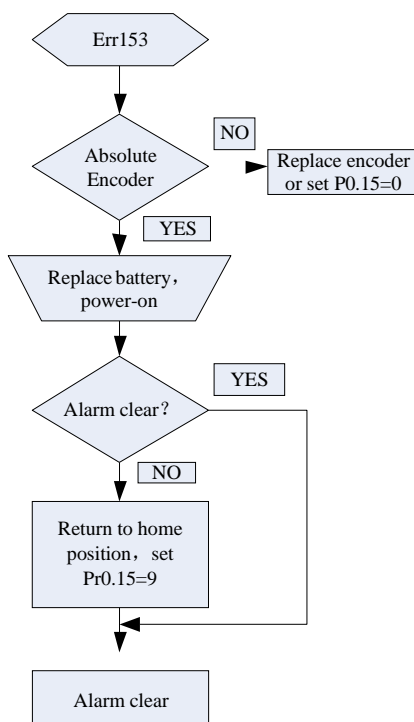 Err153
Absolute
Encoder
NO
Replace encoder
or set P0.15=0
YES
Replace battery，
power-on
Alarm clear？
YES
NO
Return to home
position，set
Pr0.15=9
Alarm clear